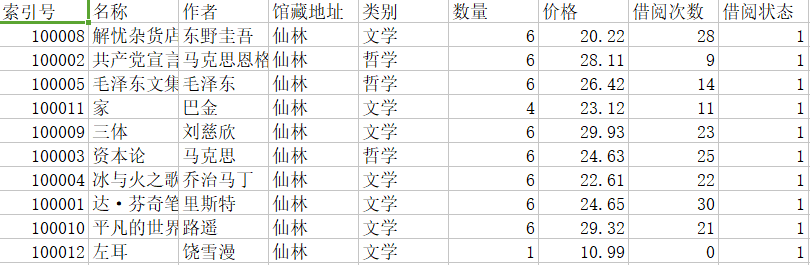 索引号 名称 作者 馆藏地址 类别 数量 价格 借阅次数 借阅状态
100008 解忧杂货店 东野圭吾 仙林 文学 6 20.22 28 1
100002 共产党宣言 马克思恩格 仙林 哲学 6 28.11 9 1
100005 毛泽东文集 毛泽东 仙林 哲学 6 26.42 14 1
100011 家 巴金 仙林 文学 4 23.12 11 1
100009 三体 刘慈欣 仙林 文学 6 29.93 23 1
100003 资本论 马克思 仙林 哲学 6 24.63 25 1
100004 冰与火之歌 乔治马丁 仙林 文学 6 22.61 22 1
100001 达·芬奇笔 里斯特 仙林 文学 6 24.65 30 1
100010 平凡的世界 路遥 仙林 文学 6 29.32 21 1
100012 左耳 饶雪漫 仙林 文学 1 10.99 0 1